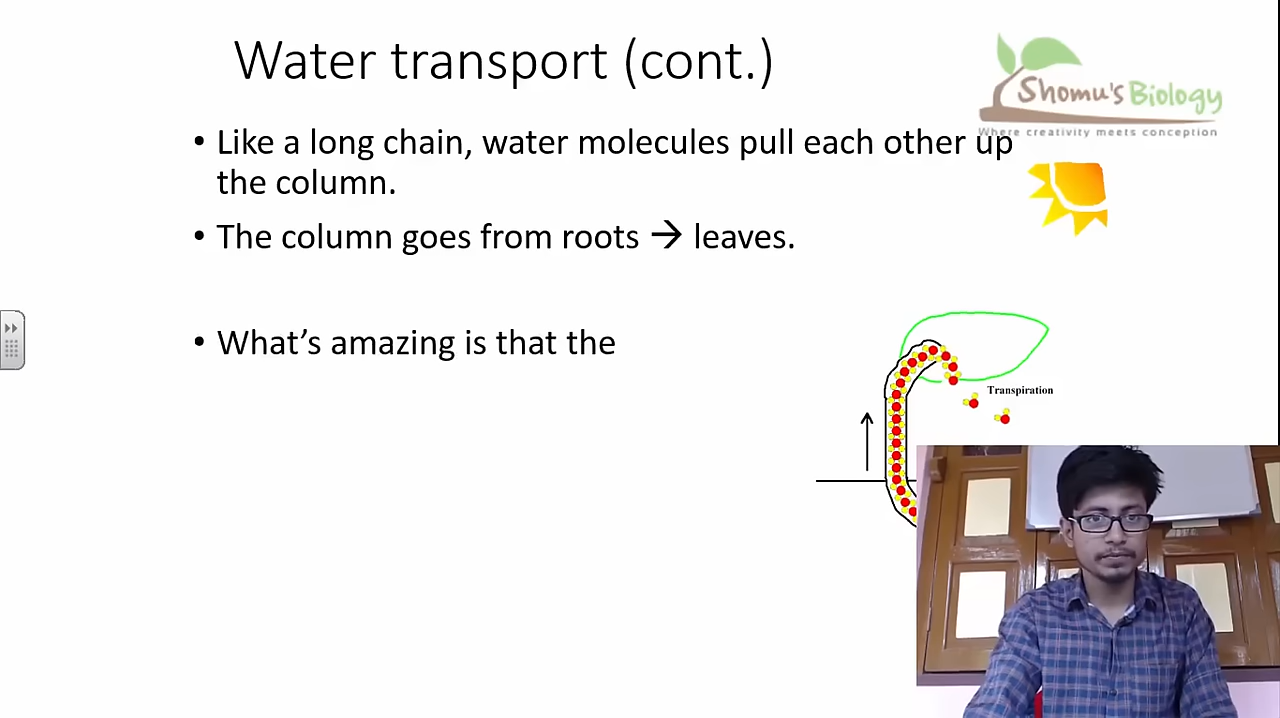 Water transport (cont.)
Shomu's Biology
Where creativity meets conception
• Like a long chain, water molecules pull each other up
the column.
• The column goes from roots → leaves.
• What's amazing is that the
Transpiration